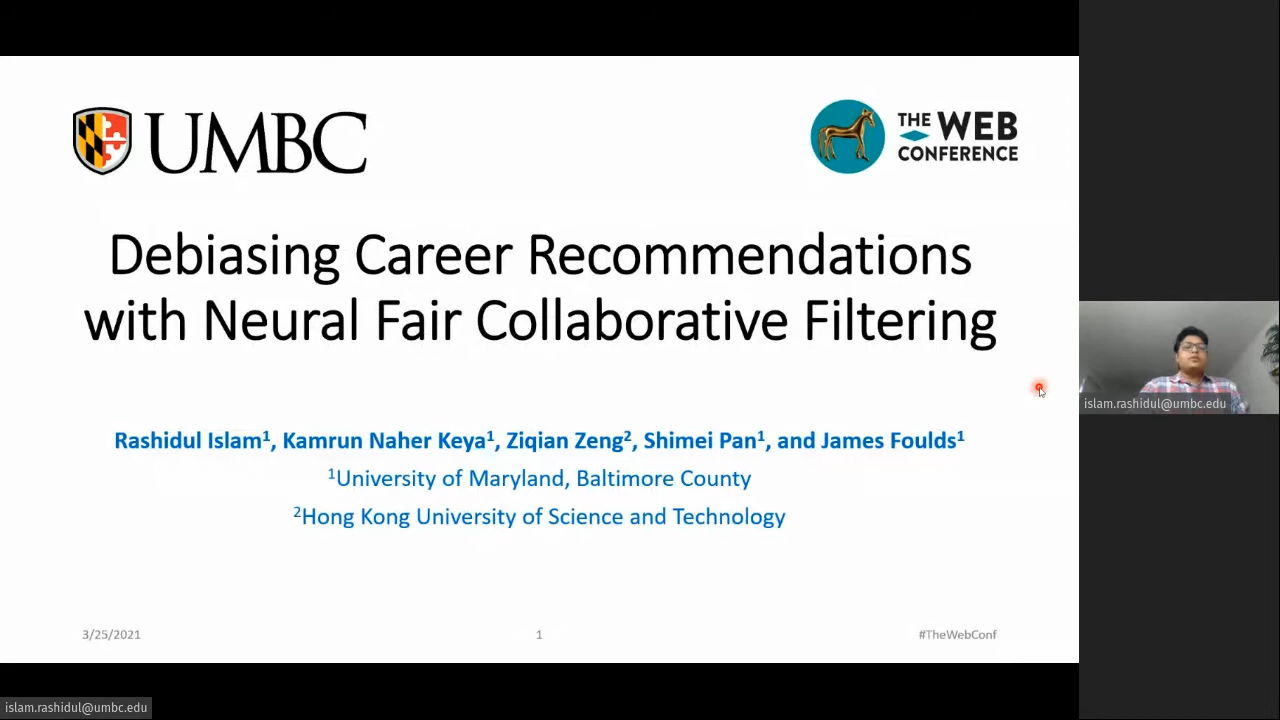 UMBC
THE WEB
CONFERENCE
Debiasing Career Recommendations
with Neural Fair Collaborative Filtering
Rashidul Islam¹, Kamrun Naher Keya¹, Ziqian Zeng², Shimei Pan¹, and James Foulds¹
¹University of Maryland, Baltimore County
²Hong Kong University of Science and Technology
3/25/2021
1
#TheWebConf
islam.rashidul@umbc.edu
islam.rashidul@umbc.edu